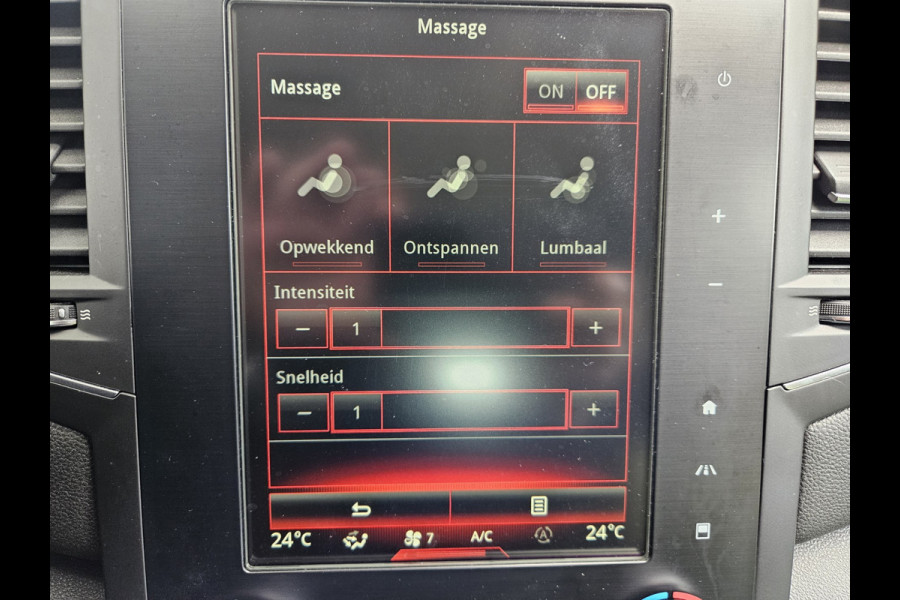 Massage
Massage ON OFF
Opwekkend Ontspannen Lumbaal
Intensiteit
− 1 +
Snelheid
− 1 +
24°C 7 A/C A 24°C